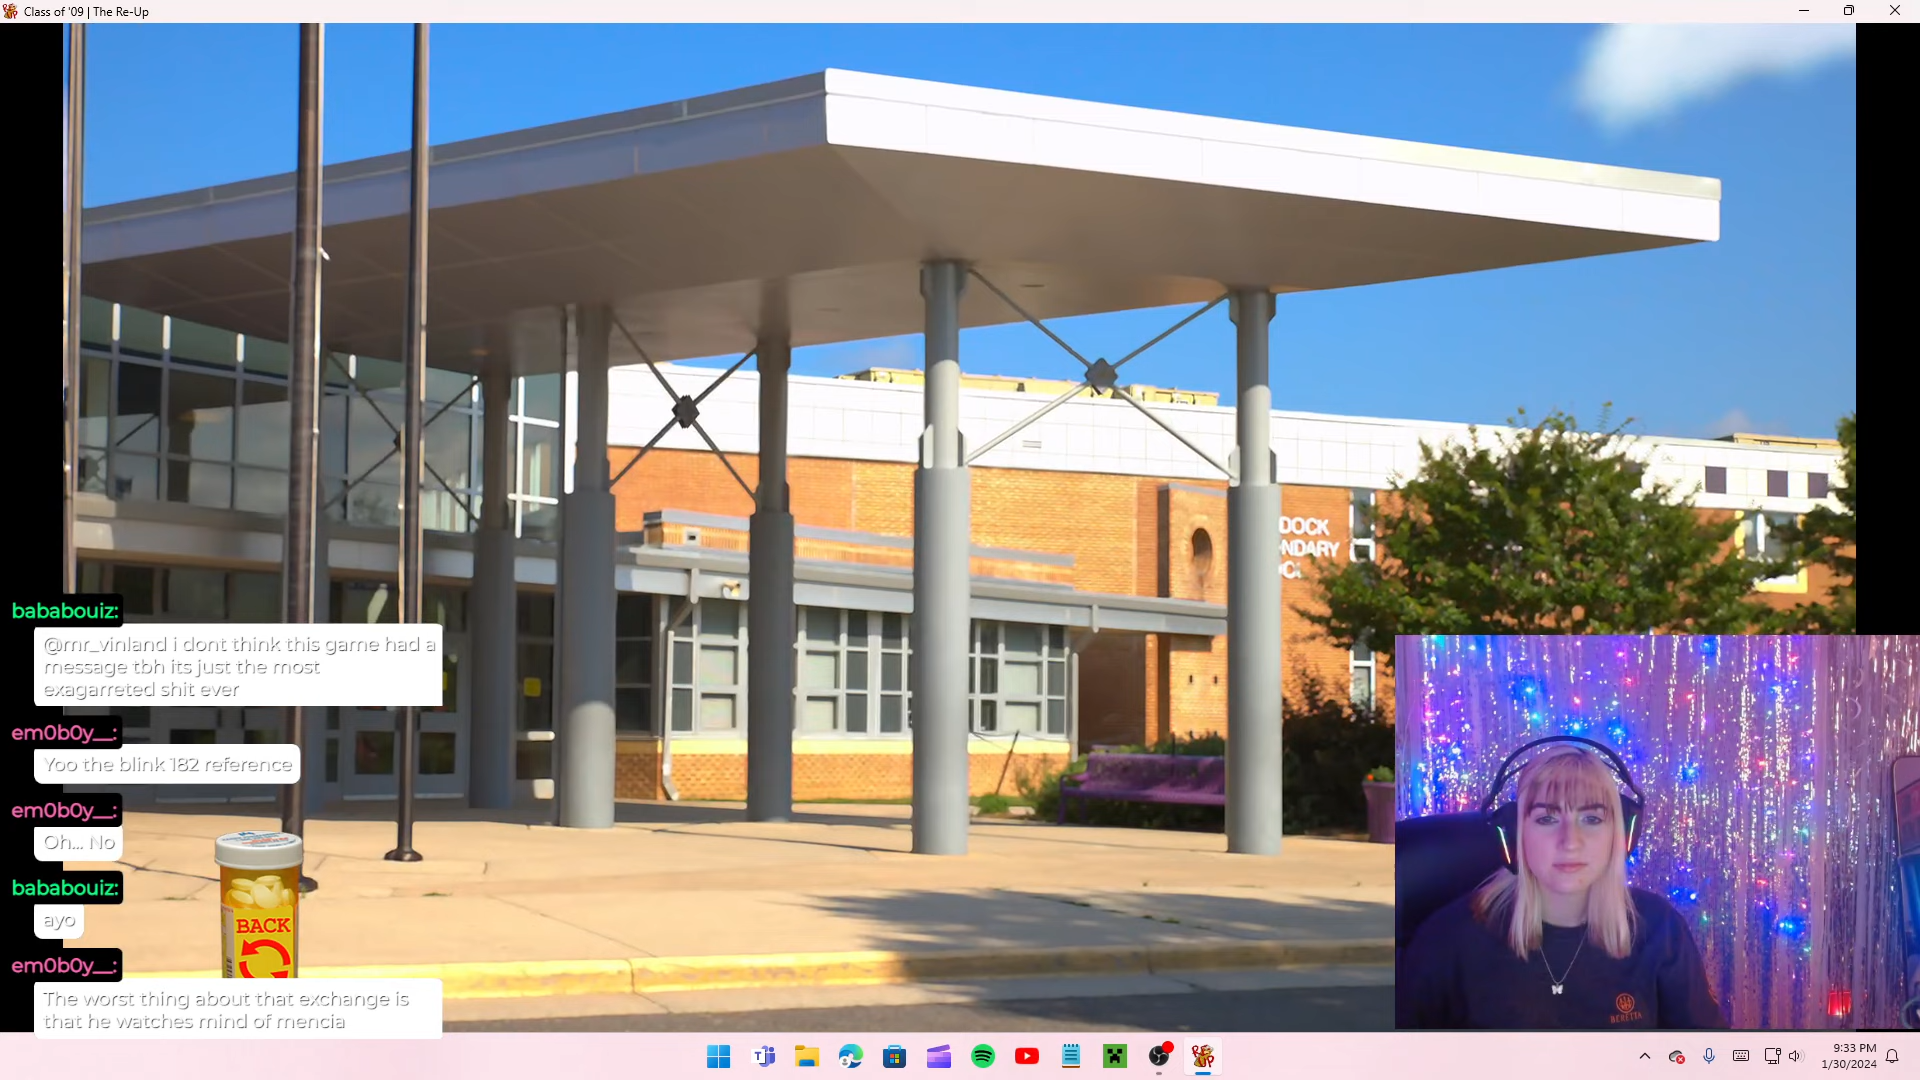 Class of '09 | The Re-Up
DOCK
NDARY
bababouiz:
@mr_vinland i dont think this game had a
message tbh its just the most
exagarreted shit ever
em0b0y__:
Yoo the blink 182 reference
em0b0y__:
Oh... No
bababouiz:
ayo
BACK
em0b0y__:
The worst thing about that exchange is
that he watches mind of mencia
BERETTA
9:33 PM
1/30/2024